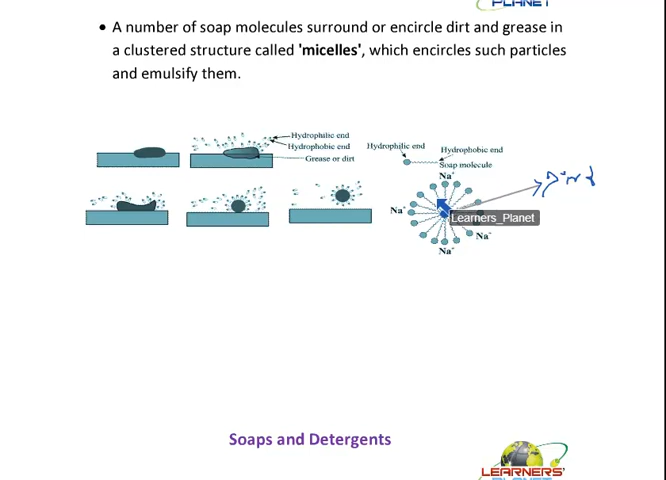 PLANET
• A number of soap molecules surround or encircle dirt and grease in
a clustered structure called 'micelles', which encircles such particles
and emulsify them.
Hydrophilic end
Hydrophobic end
Grease or dirt
Hydrophilic end
Hydrophobic end
Soap molecule
Na⁺
Na⁺
Learners_Planet
Na⁺
Na⁺
Soaps and Detergents
LEARNERS'
PLANET